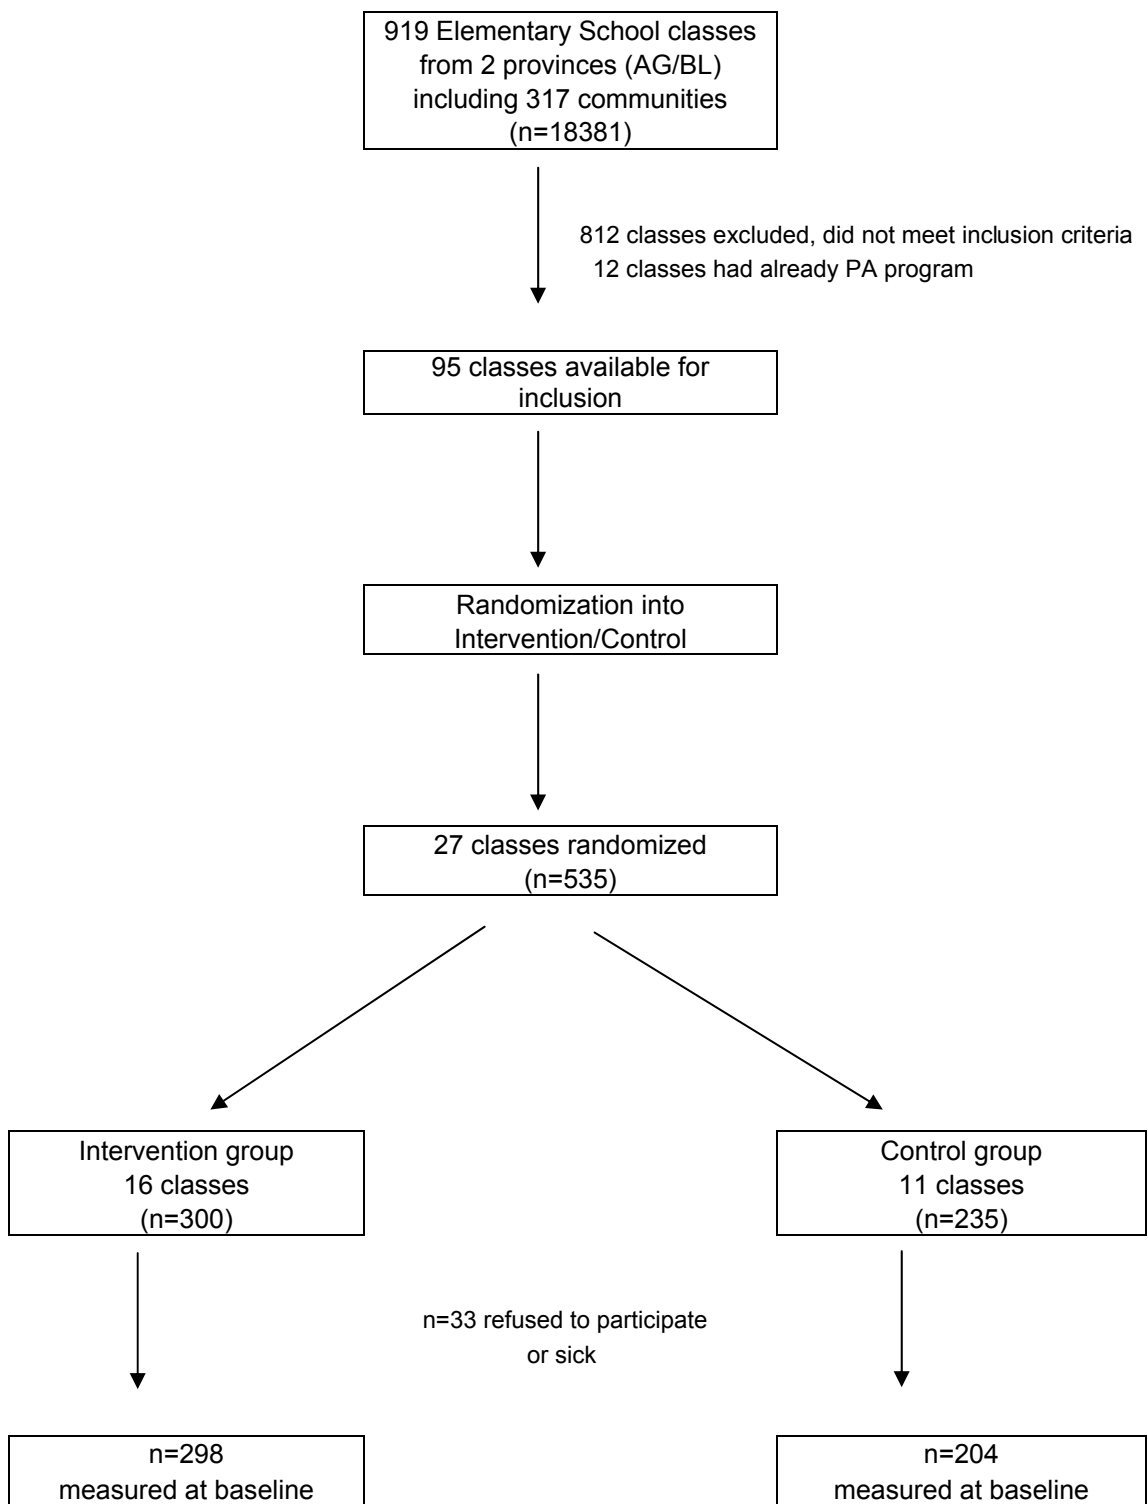 919 Elementary School classes
from 2 provinces (AG/BL)
including 317 communities
(n=18381)
812 classes excluded, did not meet inclusion criteria
12 classes had already PA program
95 classes available for
inclusion
Randomization into
Intervention/Control
27 classes randomized
(n=535)
Intervention group
16 classes
(n=300)
Control group
11 classes
(n=235)
n=33 refused to participate
or sick
n=298
measured at baseline
n=204
measured at baseline